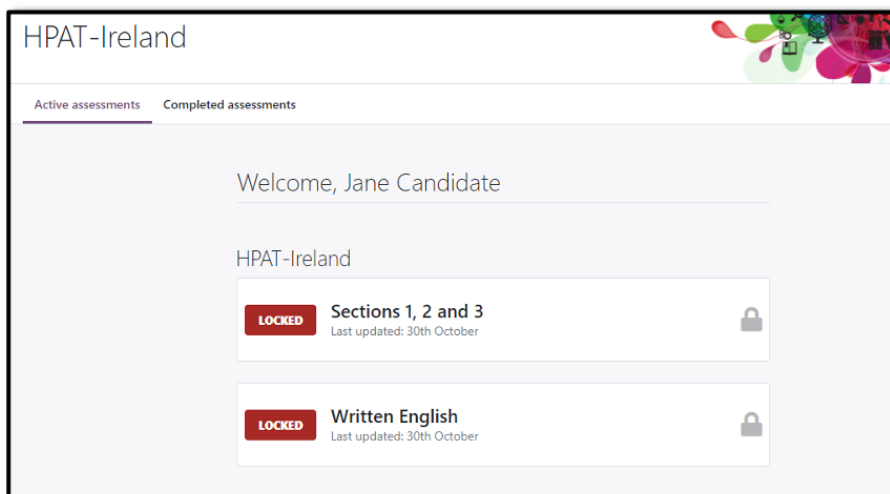 HPAT-Ireland
Active assessments Completed assessments
Welcome, Jane Candidate
HPAT-Ireland
LOCKED Sections 1, 2 and 3
Last updated: 30th October
LOCKED Written English
Last updated: 30th October